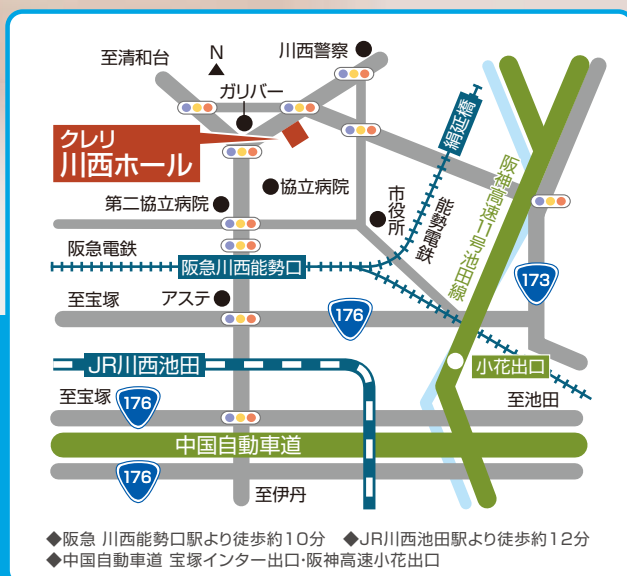 至清和台
N
川西警察
ガリバー
クレリ
川西ホール
協立病院
第二協立病院
市役所
絹延橋
能勢電鉄
阪神高速11号池田線
阪急電鉄
阪急川西能勢口
173
至宝塚
アステ
176
JR川西池田
小花出口
至宝塚
176
至池田
中国自動車道
176
至伊丹
◆阪急 川西能勢口駅より徒歩約10分 ◆JR川西池田駅より徒歩約12分
◆中国自動車道 宝塚インター出口・阪神高速小花出口